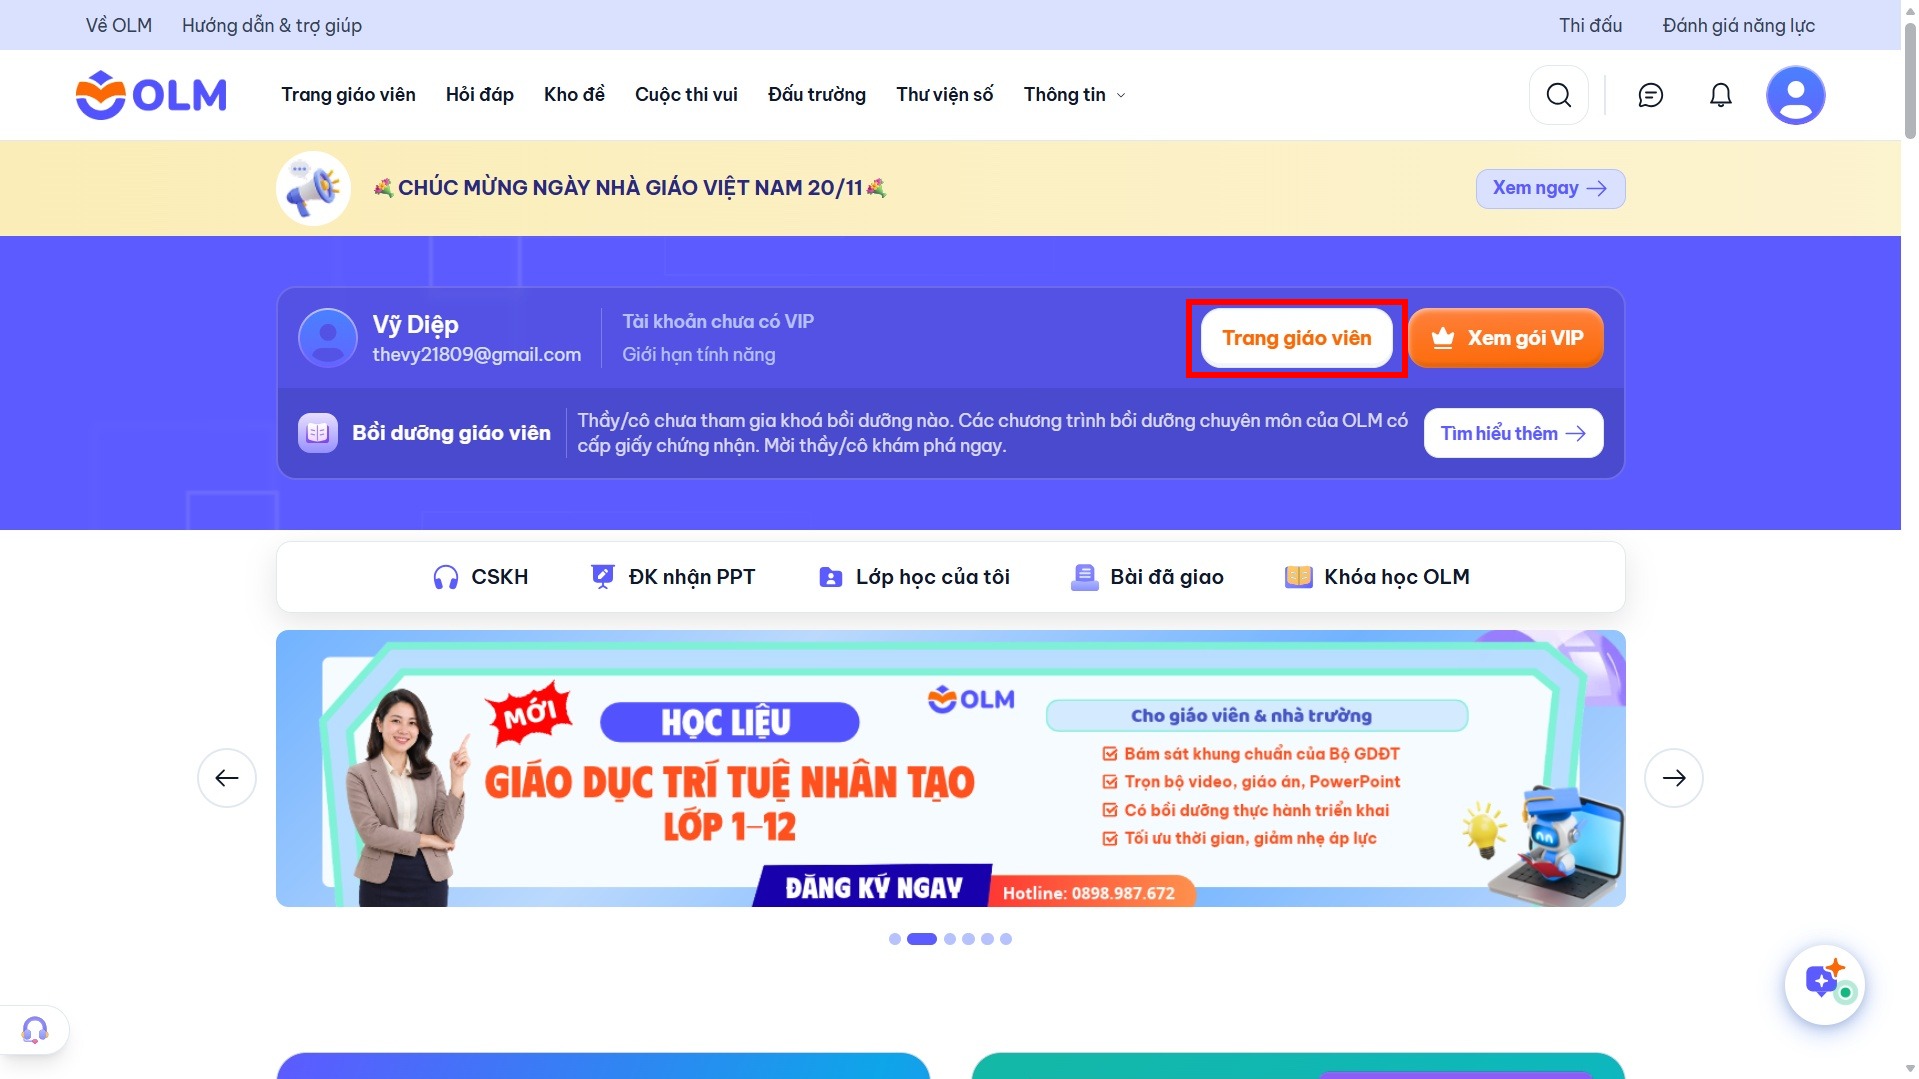 Về OLM Hướng dẫn & trợ giúp Thi đấu Đánh giá năng lực
OLM Trang giáo viên Hỏi đáp Kho đề Cuộc thi vui Đấu trường Thư viện số Thông tin
CHÚC MỪNG NGÀY NHÀ GIÁO VIỆT NAM 20/11 Xem ngay
Vỹ Diệp
thevy21809@gmail.com
Tài khoản chưa có VIP
Giới hạn tính năng
Trang giáo viên Xem gói VIP
Bồi dưỡng giáo viên
Thầy/cô chưa tham gia khoá bồi dưỡng nào. Các chương trình bồi dưỡng chuyên môn của OLM có
cấp giấy chứng nhận. Mời thầy/cô khám phá ngay.
Tìm hiểu thêm
CSKH ĐK nhận PPT Lớp học của tôi Bài đã giao Khóa học OLM
MỚI
HỌC LIỆU
GIÁO DỤC TRÍ TUỆ NHÂN TẠO
LỚP 1-12
OLM
Cho giáo viên & nhà trường
Bám sát khung chuẩn của Bộ GDĐT
Trọn bộ video, giáo án, PowerPoint
Có bồi dưỡng thực hành triển khai
Tối ưu thời gian, giảm nhẹ áp lực
ĐĂNG KÝ NGAY
Hotline: 0898.987.672